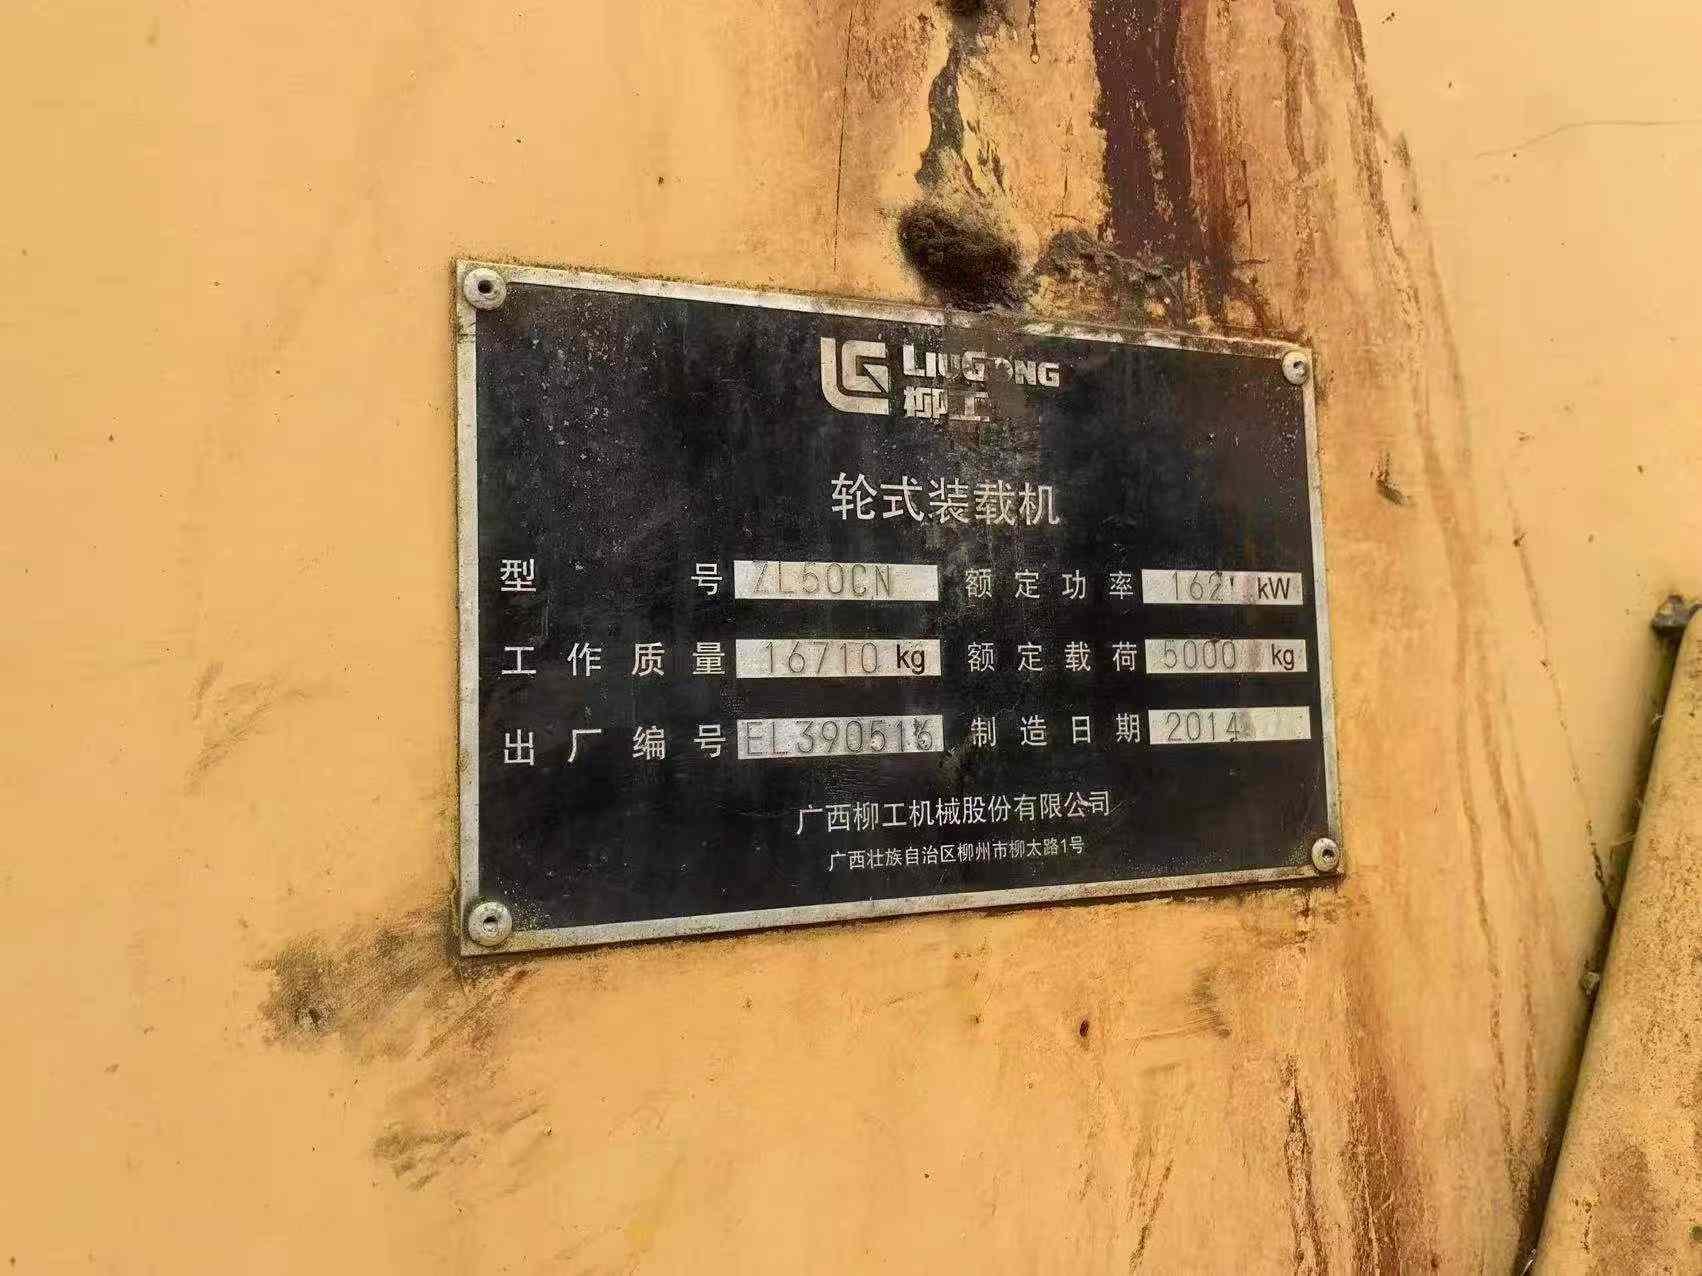 LIUGONG
柳工
轮式装载机
型号 ZL50CN 额定功率 162 kW
工作质量 16710 kg 额定载荷 5000 kg
出厂编号 EL390516 制造日期 2014
广西柳工机械股份有限公司
广西壮族自治区柳州市柳太路1号